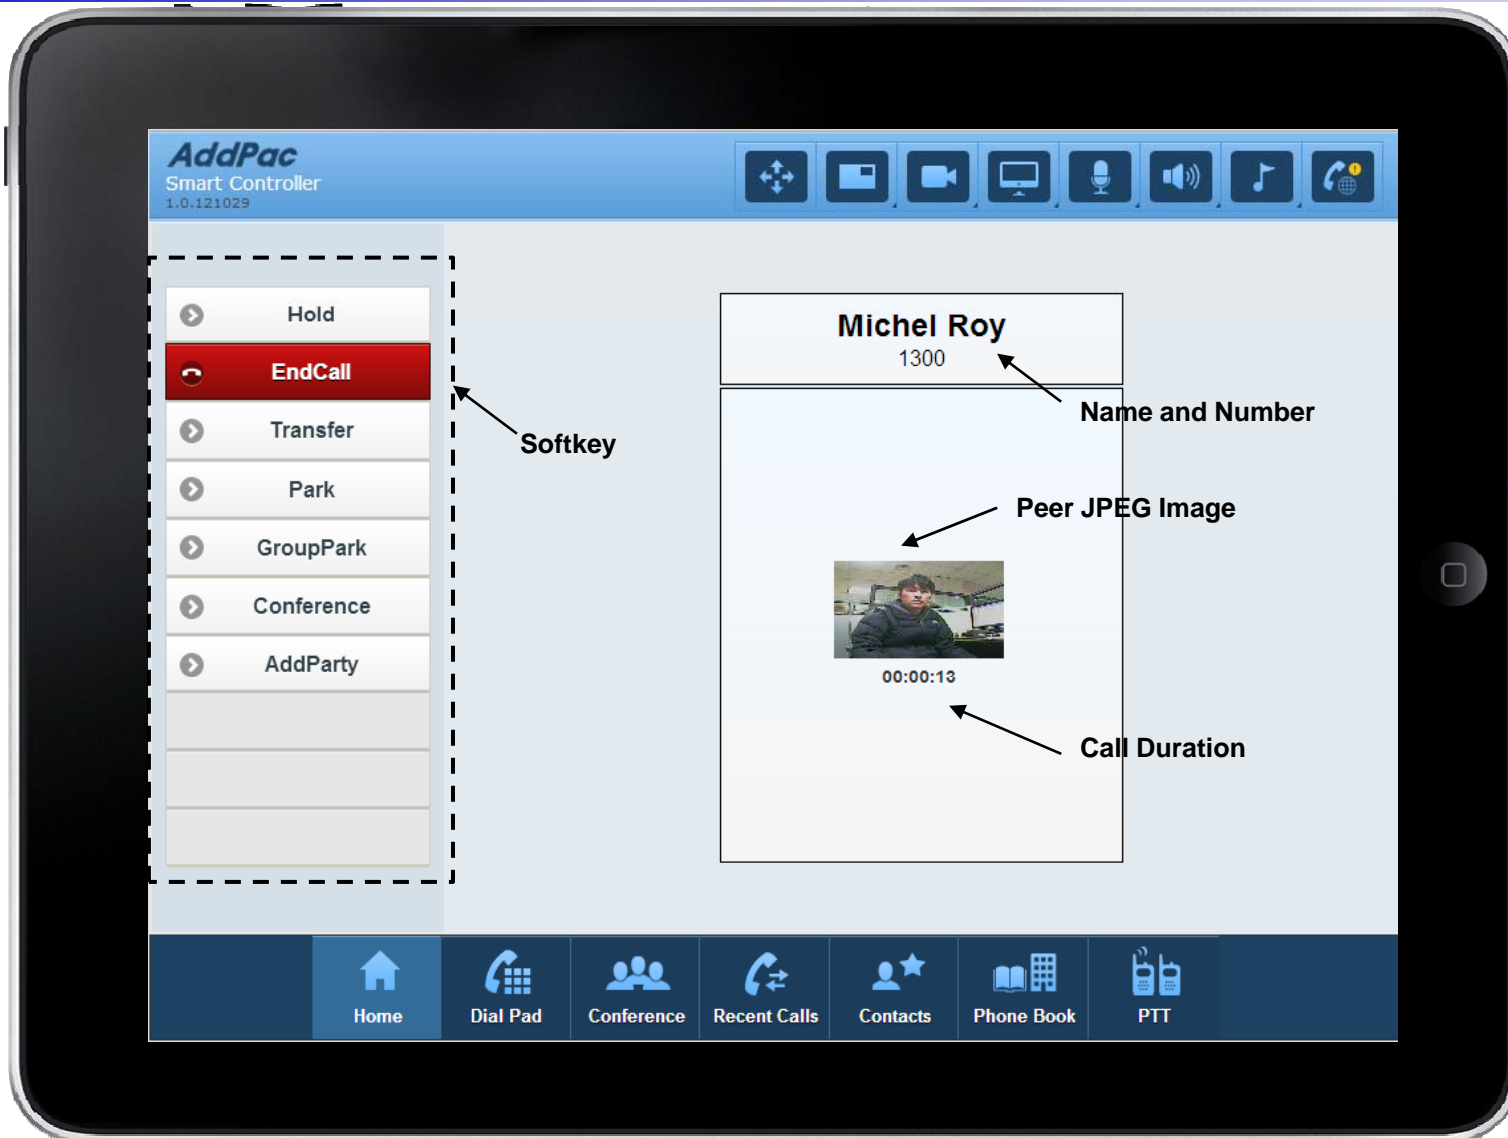 AddPac
Smart Controller
1.0.121029
Hold
EndCall
Transfer
Park
GroupPark
Conference
AddParty
Softkey
Michel Roy
1300
Name and Number
Peer JPEG Image
00:00:13
Call Duration
Home
Dial Pad
Conference
Recent Calls
Contacts
Phone Book
PTT